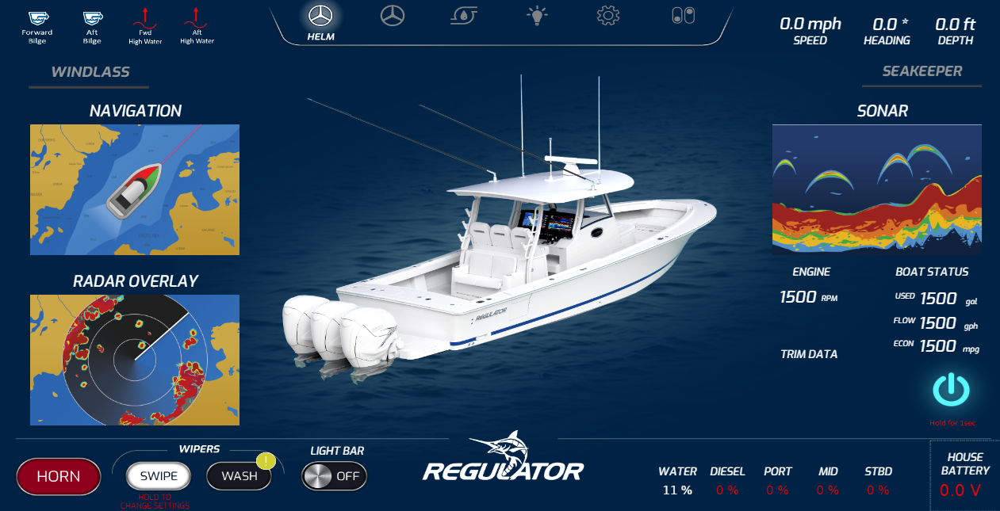 Forward
Bilge
Aft
Bilge
Fwd
High Water
Aft
High Water
HELM
0.0 mph
SPEED
0.0 *
HEADING
0.0 ft
DEPTH
WINDLASS
SEAKEEPER
NAVIGATION
SONAR
RADAR OVERLAY
REGULATOR
ENGINE
1500 RPM
TRIM DATA
BOAT STATUS
USED 1500 gal
FLOW 1500 gph
ECON 1500 mpg
Hold for 1sec
HORN
WIPERS
SWIPE
WASH
!
HOLD TO
CHANGE SETTINGS
LIGHT BAR
OFF
REGULATOR
WATER
11 %
DIESEL
0 %
PORT
0 %
MID
0 %
STBD
0 %
HOUSE
BATTERY
0.0 V